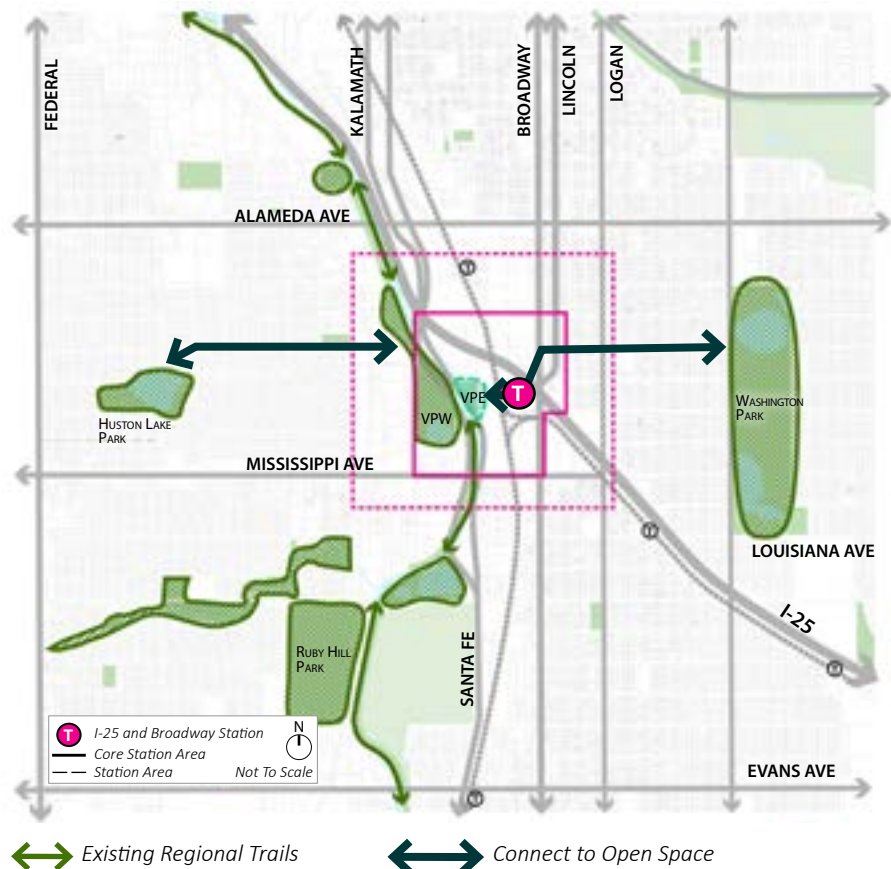 FEDERAL
KALAMATH
BROADWAY
LINCOLN
LOGAN
ALAMEDA AVE
T
VPE
VPW
Huston Lake
Park
Washington
Park
MISSISSIPPI AVE
LOUISIANA AVE
I-25
Ruby Hill
Park
SANTA FE
EVANS AVE
T I-25 and Broadway Station
Core Station Area
Station Area
N
Not To Scale
Existing Regional Trails
Connect to Open Space